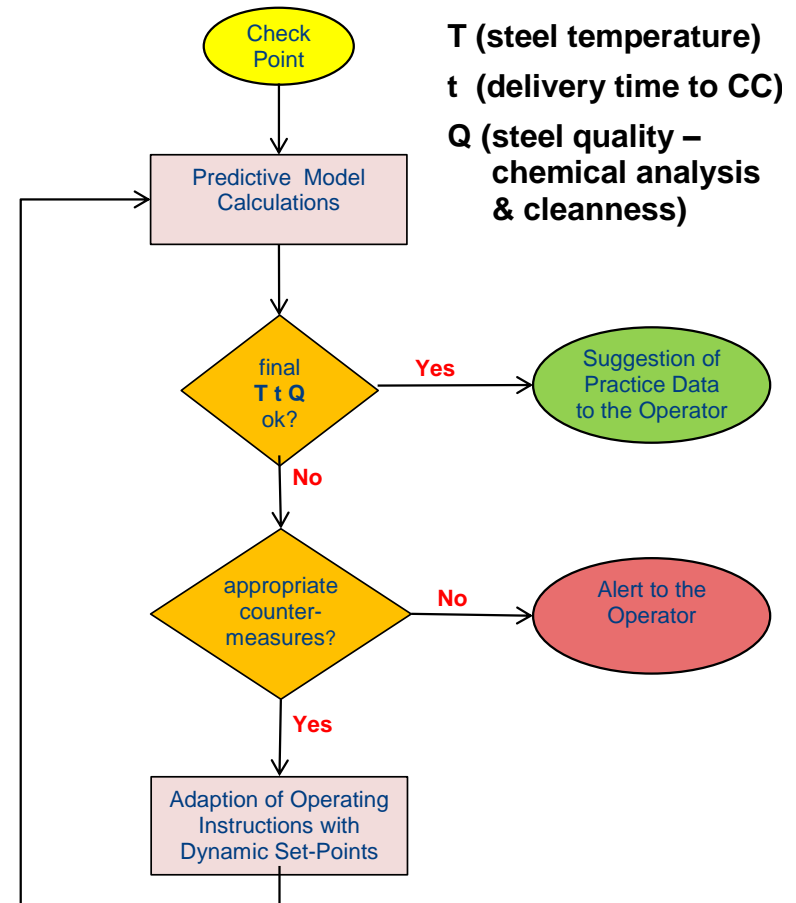 Check
Point
T (steel temperature)
t (delivery time to CC)
Q (steel quality –
chemical analysis
& cleanness)
Predictive Model
Calculations
final
T t Q
ok?
Yes
Suggestion of
Practice Data
to the Operator
No
appropriate
counter-
measures?
No
Alert to the
Operator
Yes
Adaption of Operating
Instructions with
Dynamic Set-Points